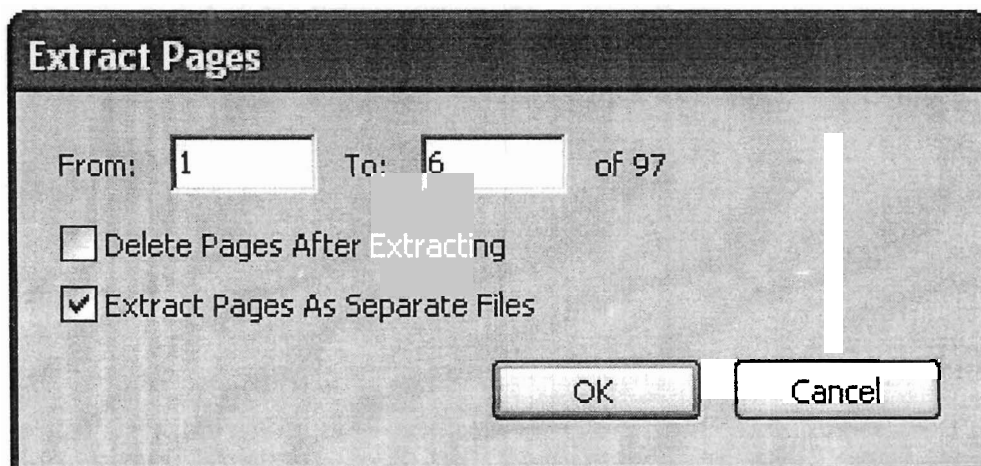 Extract Pages
From: 1 To: 6 of 97
Delete Pages After Extracting
Extract Pages As Separate Files
OK Cancel